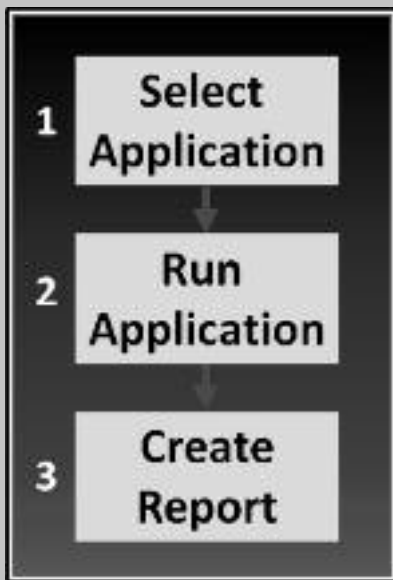 1
Select
Application
2
Run
Application
3
Create
Report